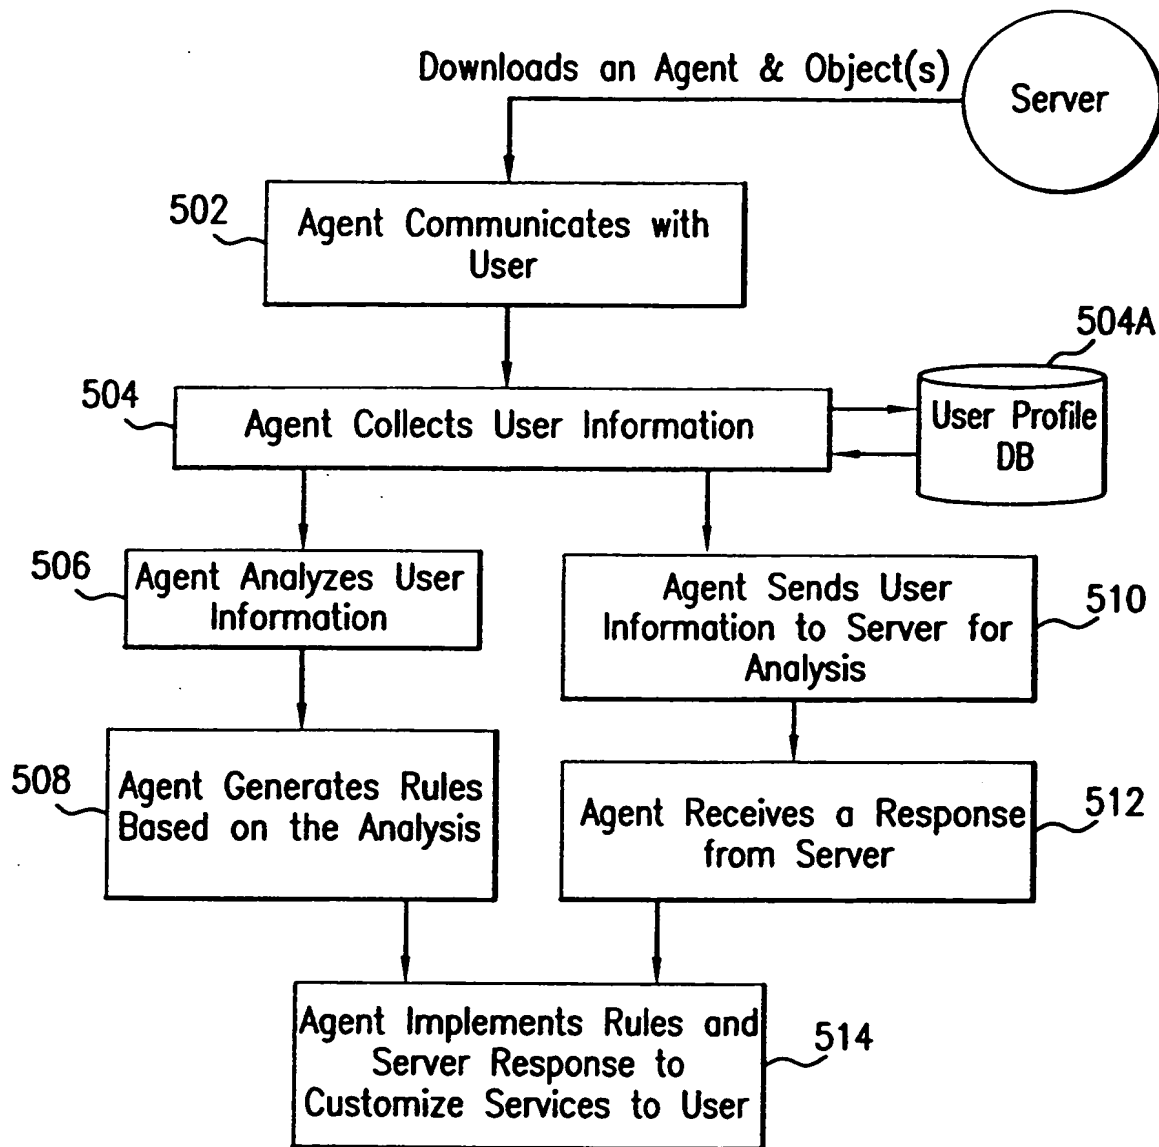 Downloads an Agent & Object(s)
Server
502
Agent Communicates with
User
504A
504
Agent Collects User Information
User Profile
DB
506
Agent Analyzes User
Information
Agent Sends User
Information to Server for
Analysis
510
508
Agent Generates Rules
Based on the Analysis
Agent Receives a Response
from Server
512
Agent Implements Rules and
Server Response to
Customize Services to User
514